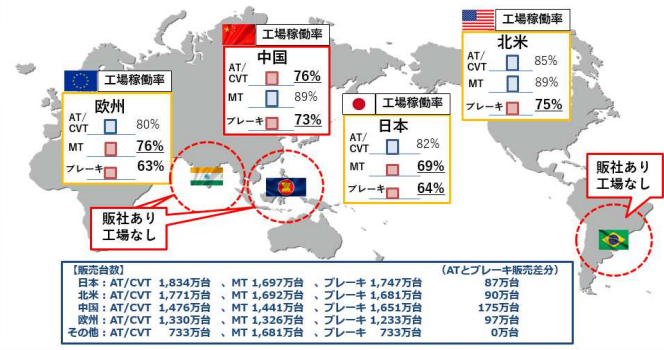 工場稼働率
欧州
AT/
CVT 80%
MT 76%
ブレーキ 63%
工場稼働率
中国
AT/
CVT 76%
MT 89%
ブレーキ 73%
工場稼働率
日本
AT/
CVT 82%
MT 69%
ブレーキ 64%
工場稼働率
北米
AT/
CVT 85%
MT 89%
ブレーキ 75%
販社あり
工場なし
販社あり
工場なし
【販売台数】 (ATとブレーキ販売差分)
日本：AT/CVT 1,834万台 、MT 1,697万台 、ブレーキ 1,747万台 87万台
北米：AT/CVT 1,771万台 、MT 1,692万台 、ブレーキ 1,681万台 90万台
中国：AT/CVT 1,476万台 、MT 1,441万台 、ブレーキ 1,651万台 175万台
欧州：AT/CVT 1,330万台 、MT 1,326万台 、ブレーキ 1,233万台 97万台
その他：AT/CVT 733万台 、MT 1,681万台 、ブレーキ 733万台 0万台